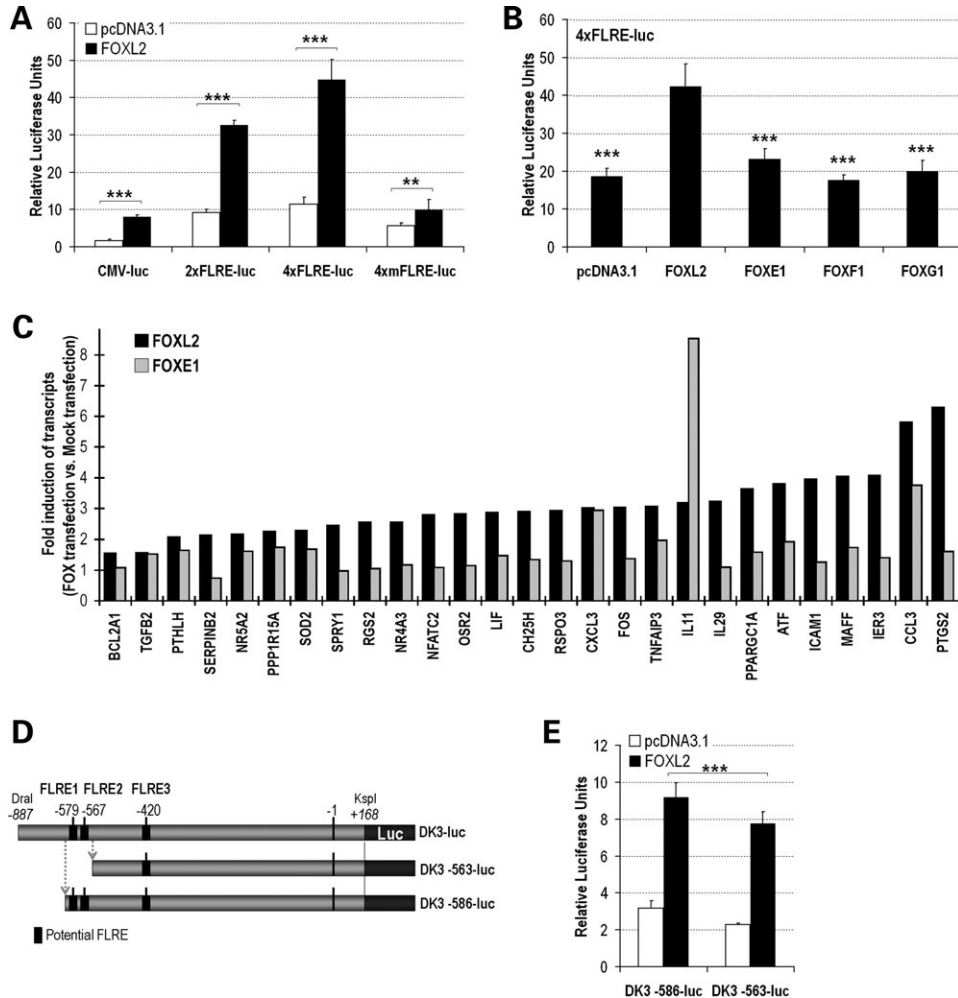 A
pcDNA3.1
FOXL2
Relative Luciferase Units
60
50
40
30
20
10
0
***
***
***
**
CMV-luc
2xFLRE-luc
4xFLRE-luc
4xmFLRE-luc
B
4xFLRE-luc
Relative Luciferase Units
60
50
40
30
20
10
0
***
***
***
***
pcDNA3.1
FOXL2
FOXE1
FOXF1
FOXG1
C
FOXL2
FOXE1
Fold induction of transcripts
(FOX transfection vs. Mock transfection)
8
7
6
5
4
3
2
1
0
BCL2A1
TGFB2
PTHLH
SERPINB2
NR5A2
PPP1R15A
SOD2
SPRY1
RGS2
NR4A3
NFATC2
OSR2
LIF
CH25H
RSPO3
CXCL3
FOS
TNFAIP3
IL11
IL29
PPARGC1A
ATF
ICAM1
MAFF
IER3
CCL3
PTGS2
D
FLRE1 FLRE2 FLRE3
DraI KspI
-887 -579 -567 -420 -1 +168
Luc DK3-luc
DK3 -563-luc
DK3 -586-luc
Potential FLRE
E
pcDNA3.1
FOXL2
Relative Luciferase Units
12
10
8
6
4
2
0
***
DK3 -586-luc
DK3 -563-luc